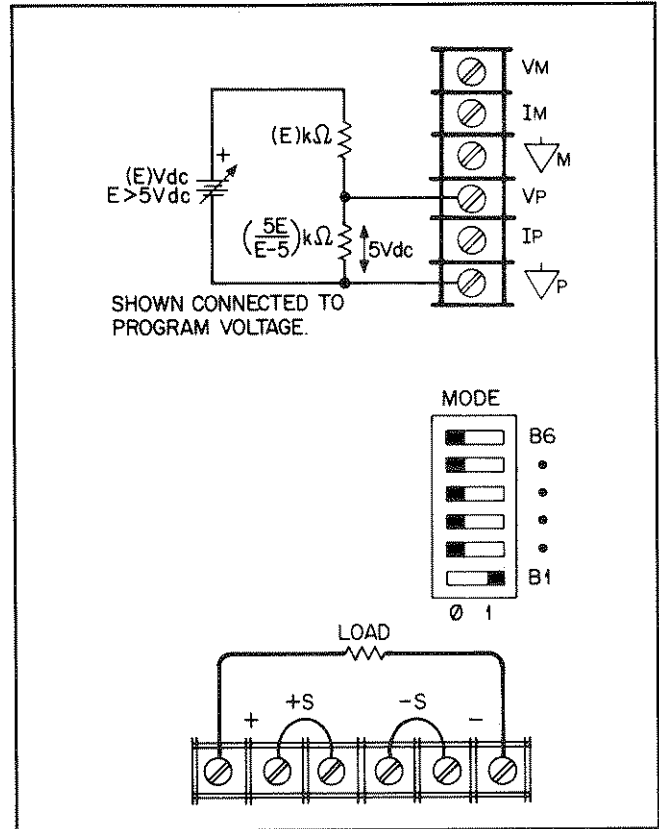 VM
IM
M
(E)kΩ
+
(E)Vdc
E>5Vdc
VP
(5E/E-5)kΩ
5Vdc
IP
P
SHOWN CONNECTED TO
PROGRAM VOLTAGE.
MODE
B6
B1
0 1
LOAD
+ +S -S -